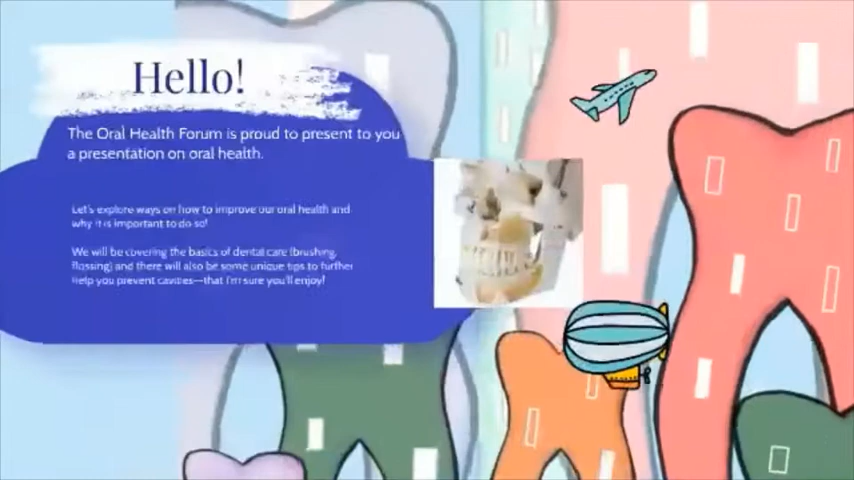 Hello!
The Oral Health Forum is proud to present to you
a presentation on oral health.
Let's explore ways on how to improve our oral health and
why it is important to do so!
We will be covering the basics of dental care (brushing,
flossing) and there will also be some unique tips to further
help you prevent cavities—that I'm sure you'll enjoy!